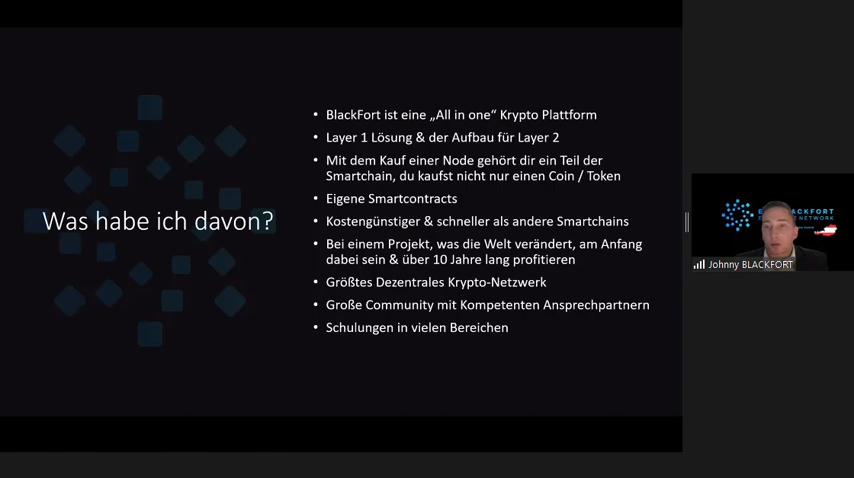 Was habe ich davon?
• BlackFort ist eine „All in one“ Krypto Plattform
• Layer 1 Lösung & der Aufbau für Layer 2
• Mit dem Kauf einer Node gehört dir ein Teil der
Smartchain, du kaufst nicht nur einen Coin / Token
• Eigene Smartcontracts
• Kostengünstiger & schneller als andere Smartchains
• Bei einem Projekt, was die Welt verändert, am Anfang
dabei sein & über 10 Jahre lang profitieren
• Größtes Dezentrales Krypto-Netzwerk
• Große Community mit Kompetenten Ansprechpartnern
• Schulungen in vielen Bereichen
Johnny BLACKFORT